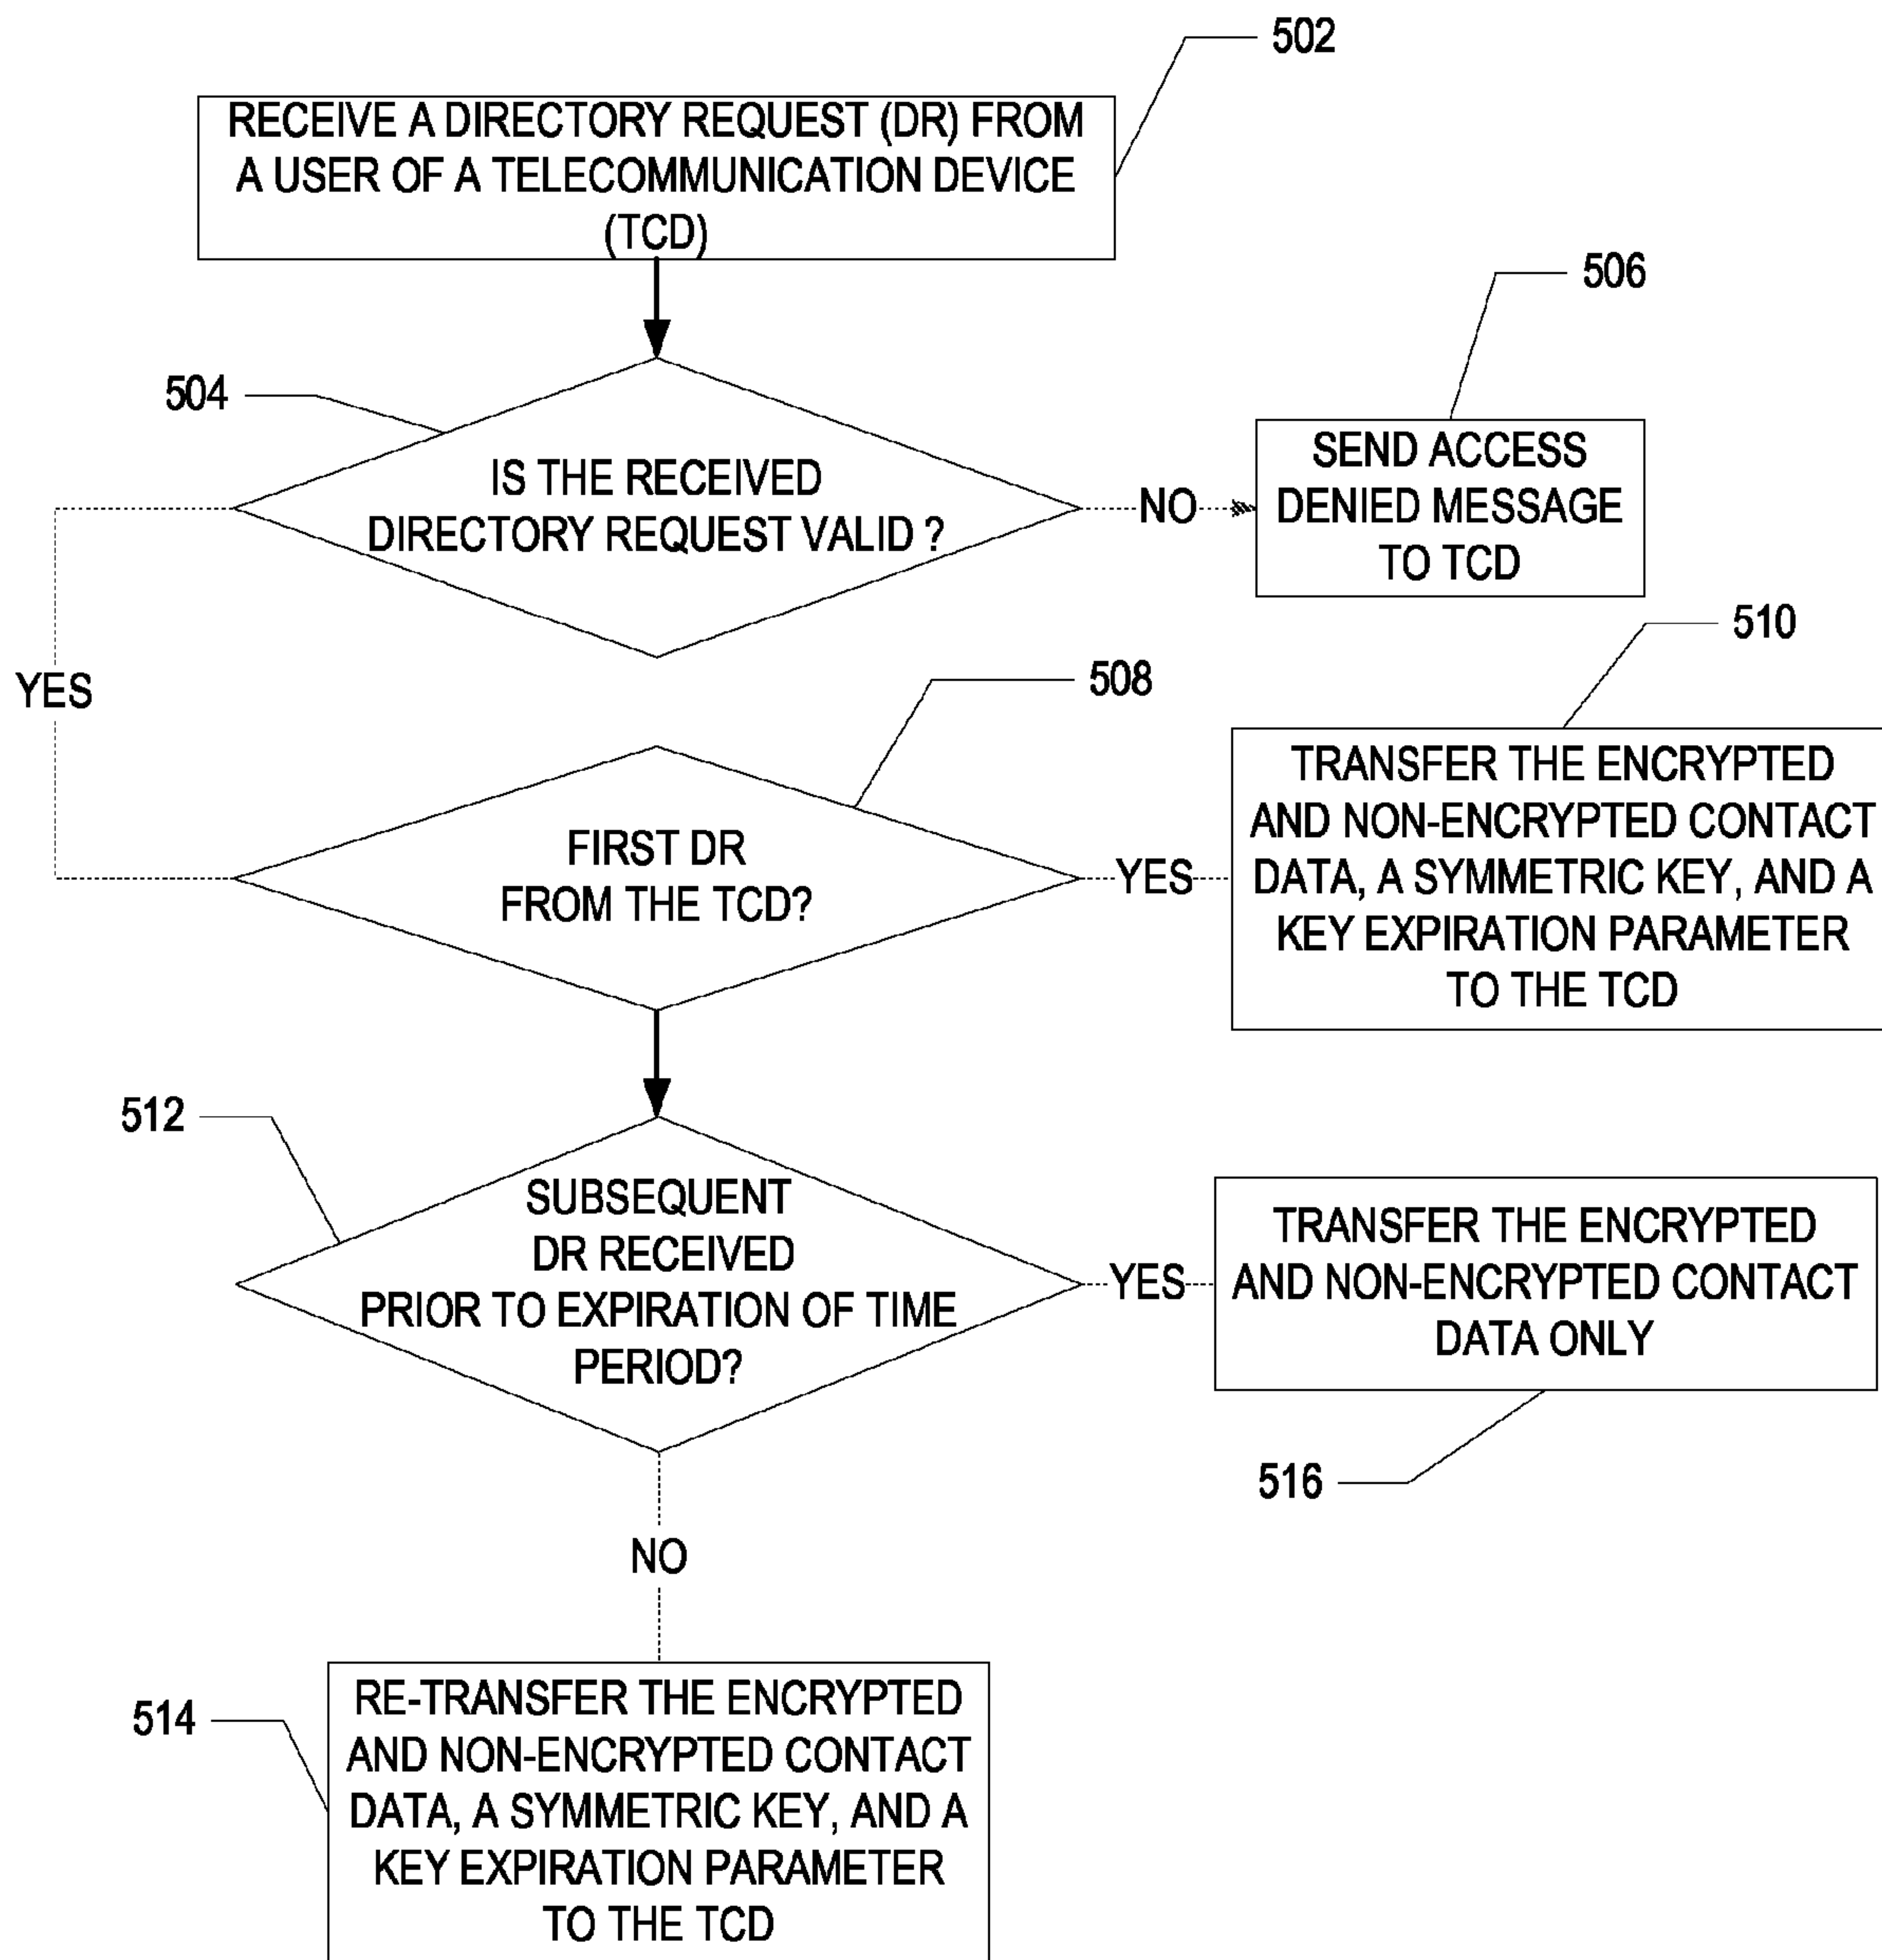 502
RECEIVE A DIRECTORY REQUEST (DR) FROM
A USER OF A TELECOMMUNICATION DEVICE
(TCD)
506
504
IS THE RECEIVED
DIRECTORY REQUEST VALID ?
NO
SEND ACCESS
DENIED MESSAGE
TO TCD
YES
508
510
FIRST DR
FROM THE TCD?
YES
TRANSFER THE ENCRYPTED
AND NON-ENCRYPTED CONTACT
DATA, A SYMMETRIC KEY, AND A
KEY EXPIRATION PARAMETER
TO THE TCD
512
SUBSEQUENT
DR RECEIVED
PRIOR TO EXPIRATION OF TIME
PERIOD?
YES
TRANSFER THE ENCRYPTED
AND NON-ENCRYPTED CONTACT
DATA ONLY
516
NO
514
RE-TRANSFER THE ENCRYPTED
AND NON-ENCRYPTED CONTACT
DATA, A SYMMETRIC KEY, AND A
KEY EXPIRATION PARAMETER
TO THE TCD